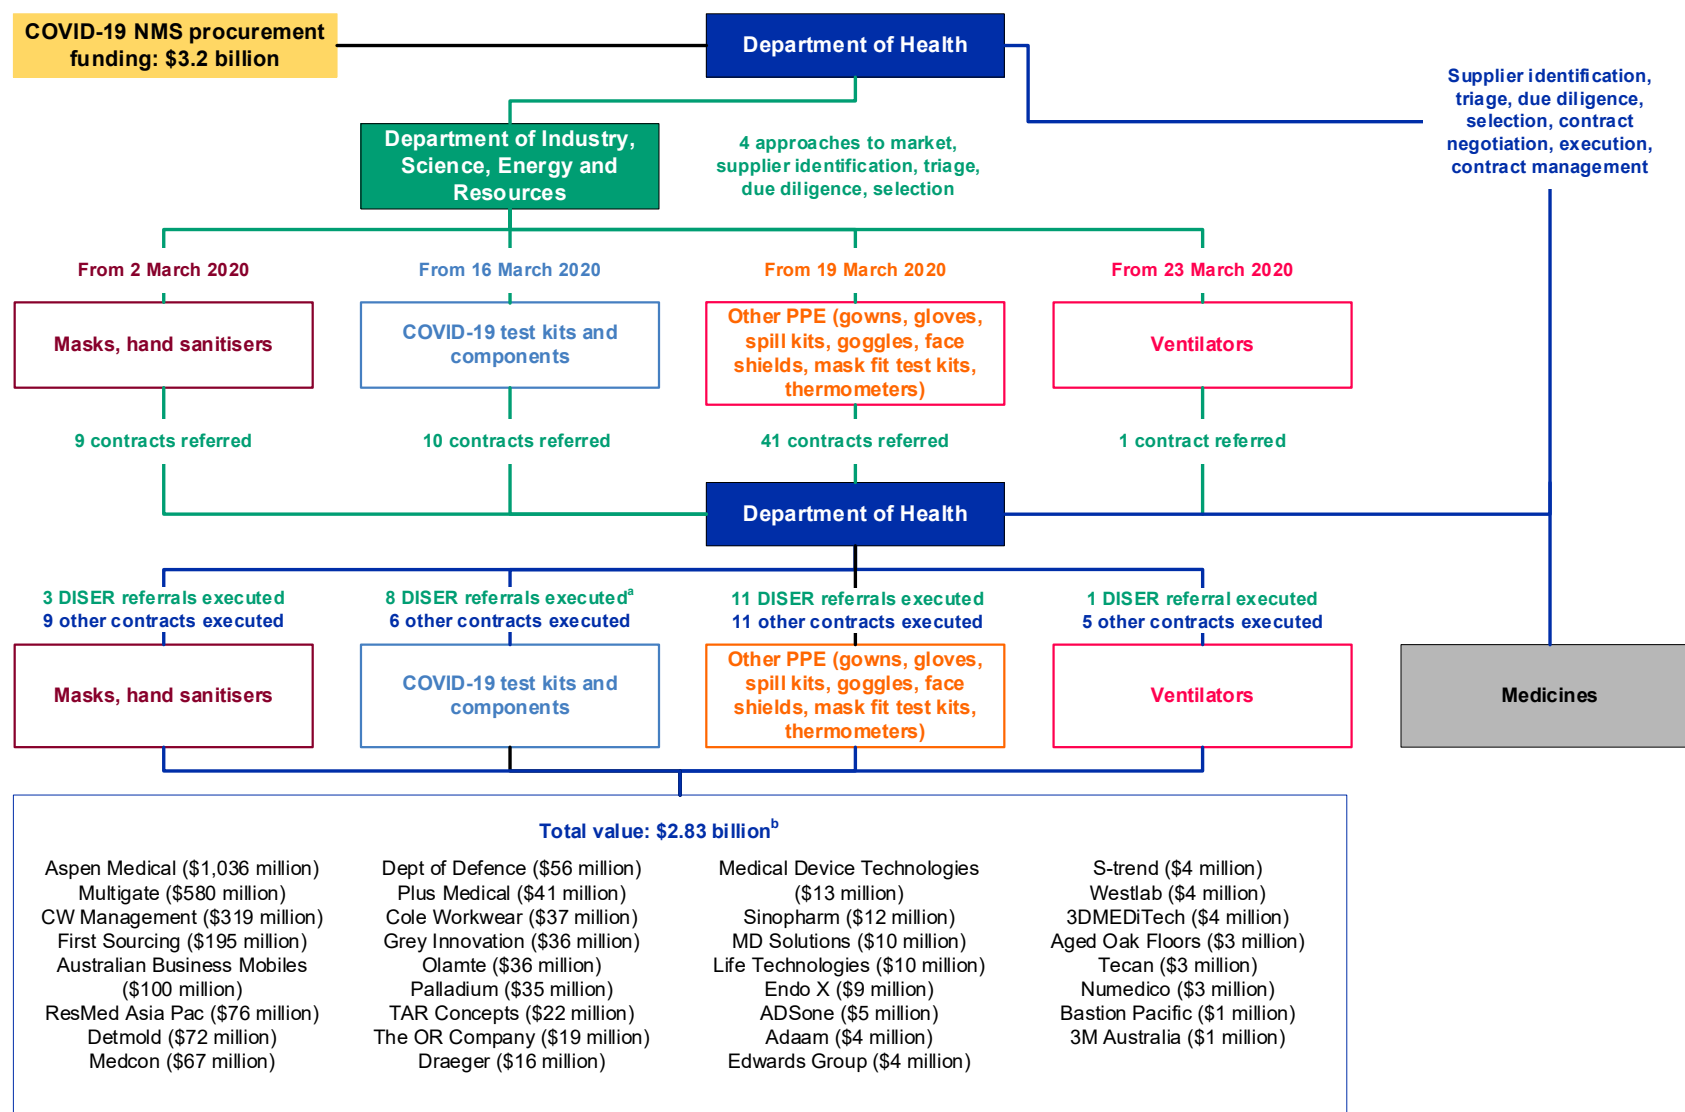 COVID-19 NMS procurement
funding: $3.2 billion
Department of Health
Supplier identification,
triage, due diligence,
selection, contract
negotiation, execution,
contract management
Department of Industry,
Science, Energy and
Resources
4 approaches to market,
supplier identification, triage,
due diligence, selection
From 2 March 2020
From 16 March 2020
From 19 March 2020
From 23 March 2020
Masks, hand sanitisers
COVID-19 test kits and
components
Other PPE (gowns, gloves,
spill kits, goggles, face
shields, mask fit test kits,
thermometers)
Ventilators
9 contracts referred
10 contracts referred
41 contracts referred
1 contract referred
Department of Health
3 DISER referrals executed
9 other contracts executed
8 DISER referrals executedᵃ
6 other contracts executed
11 DISER referrals executed
11 other contracts executed
1 DISER referral executed
5 other contracts executed
Masks, hand sanitisers
COVID-19 test kits and
components
Other PPE (gowns, gloves,
spill kits, goggles, face
shields, mask fit test kits,
thermometers)
Ventilators
Medicines
Total value: $2.83 billionᵇ
Aspen Medical ($1,036 million)
Multigate ($580 million)
CW Management ($319 million)
First Sourcing ($195 million)
Australian Business Mobiles
($100 million)
ResMed Asia Pac ($76 million)
Detmold ($72 million)
Medcon ($67 million)
Dept of Defence ($56 million)
Plus Medical ($41 million)
Cole Workwear ($37 million)
Grey Innovation ($36 million)
Olamte ($36 million)
Palladium ($35 million)
TAR Concepts ($22 million)
The OR Company ($19 million)
Draeger ($16 million)
Medical Device Technologies
($13 million)
Sinopharm ($12 million)
MD Solutions ($10 million)
Life Technologies ($10 million)
Endo X ($9 million)
ADSone ($5 million)
Adaam ($4 million)
Edwards Group ($4 million)
S-trend ($4 million)
Westlab ($4 million)
3DMEDiTech ($4 million)
Aged Oak Floors ($3 million)
Tecan ($3 million)
Numedico ($3 million)
Bastion Pacific ($1 million)
3M Australia ($1 million)